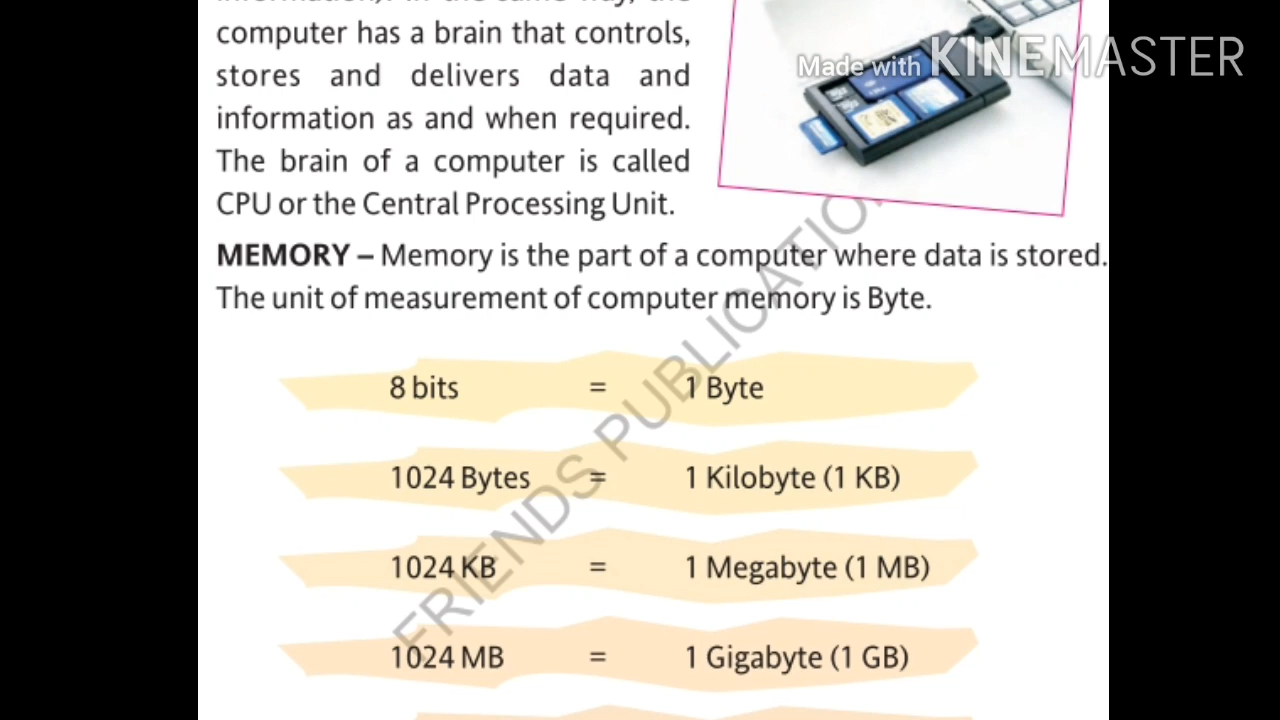 computer has a brain that controls,
stores and delivers data and
information as and when required.
The brain of a computer is called
CPU or the Central Processing Unit.
Made with KINEMASTER
MEMORY – Memory is the part of a computer where data is stored.
The unit of measurement of computer memory is Byte.
8 bits = 1 Byte
1024 Bytes = 1 Kilobyte (1 KB)
1024 KB = 1 Megabyte (1 MB)
1024 MB = 1 Gigabyte (1 GB)
FRIENDS PUBLICATION